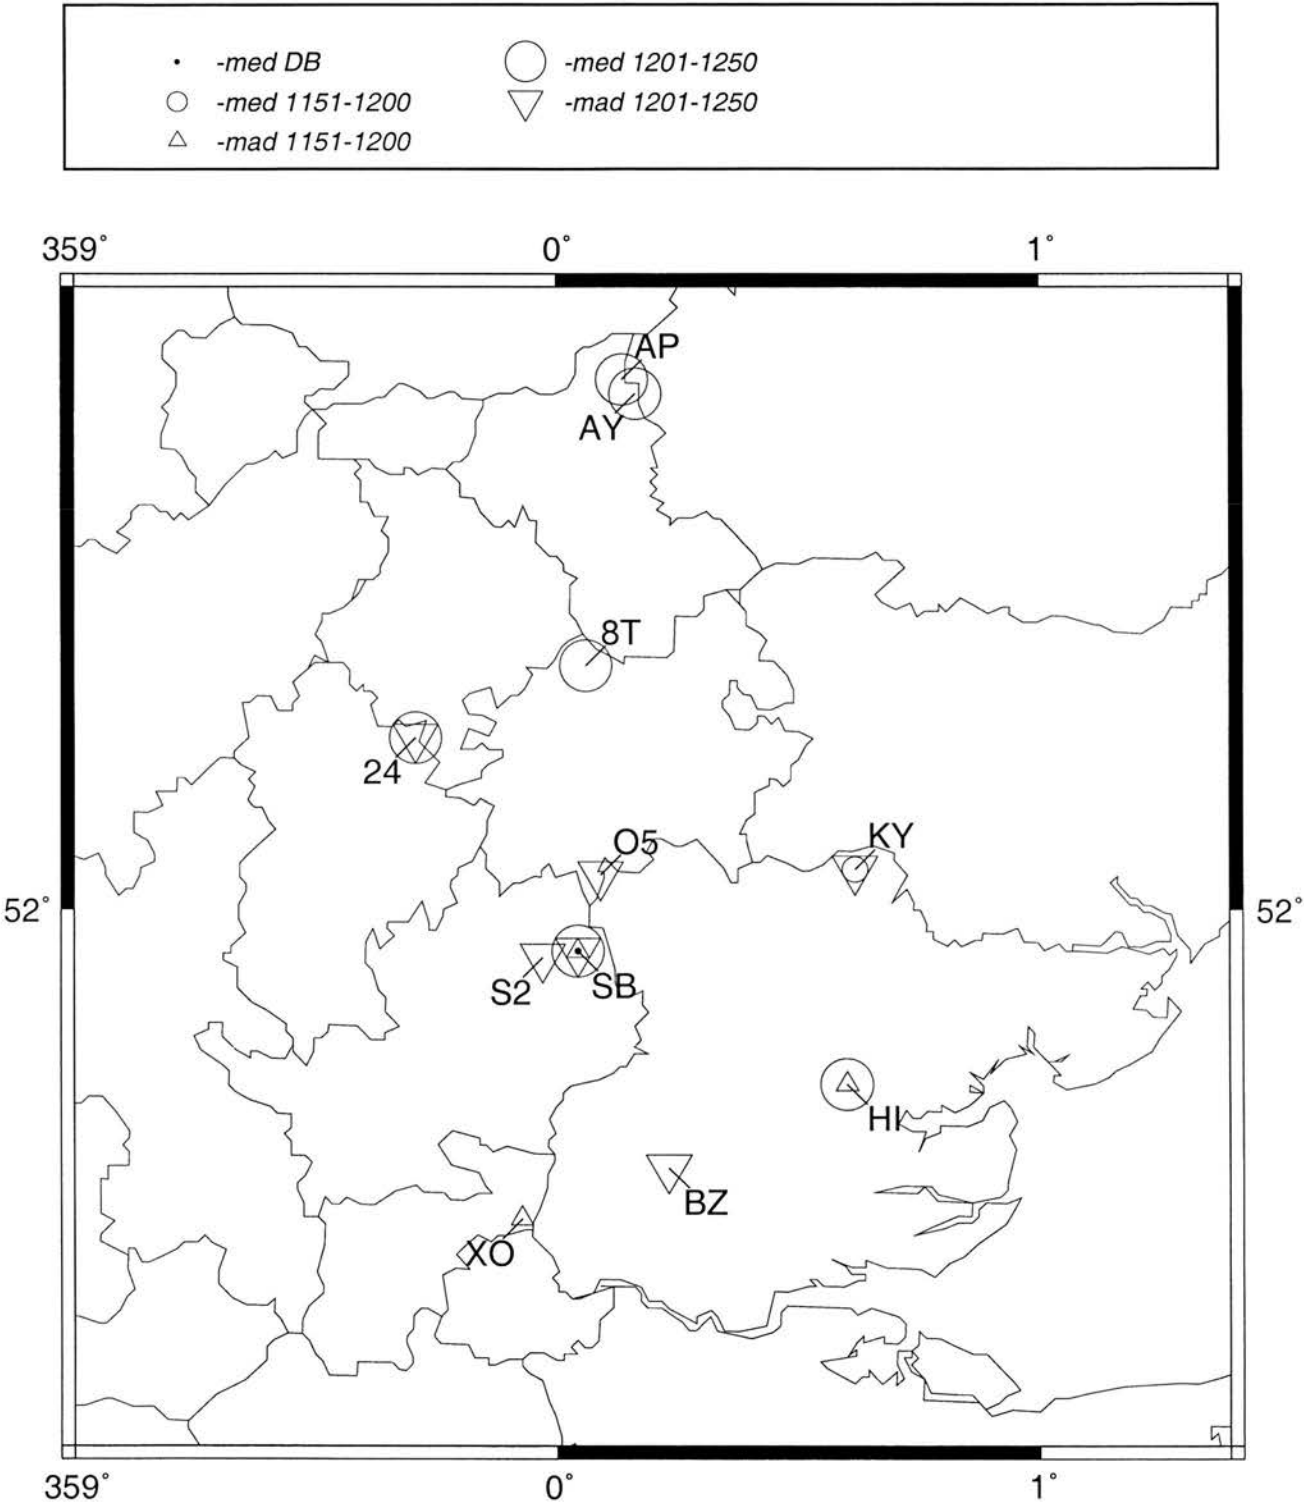 -med DB
-med 1151-1200
-mad 1151-1200
-med 1201-1250
-mad 1201-1250
359° 0° 1°
AP
AY
8T
24
O5
KY
52° 52°
S2 SB
HI
BZ
XO
359° 0° 1°